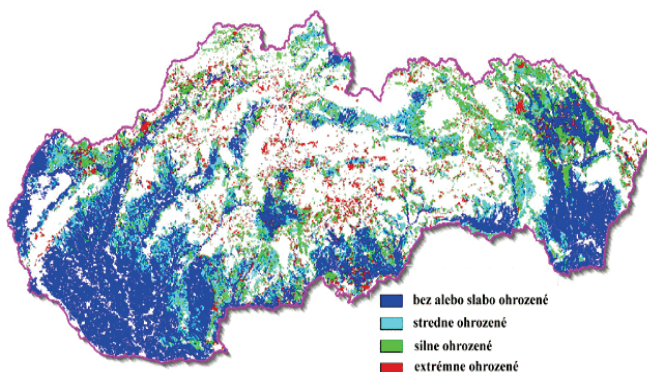 bez alebo slabo ohrozené
stredne ohrozené
silne ohrozené
extrémne ohrozené